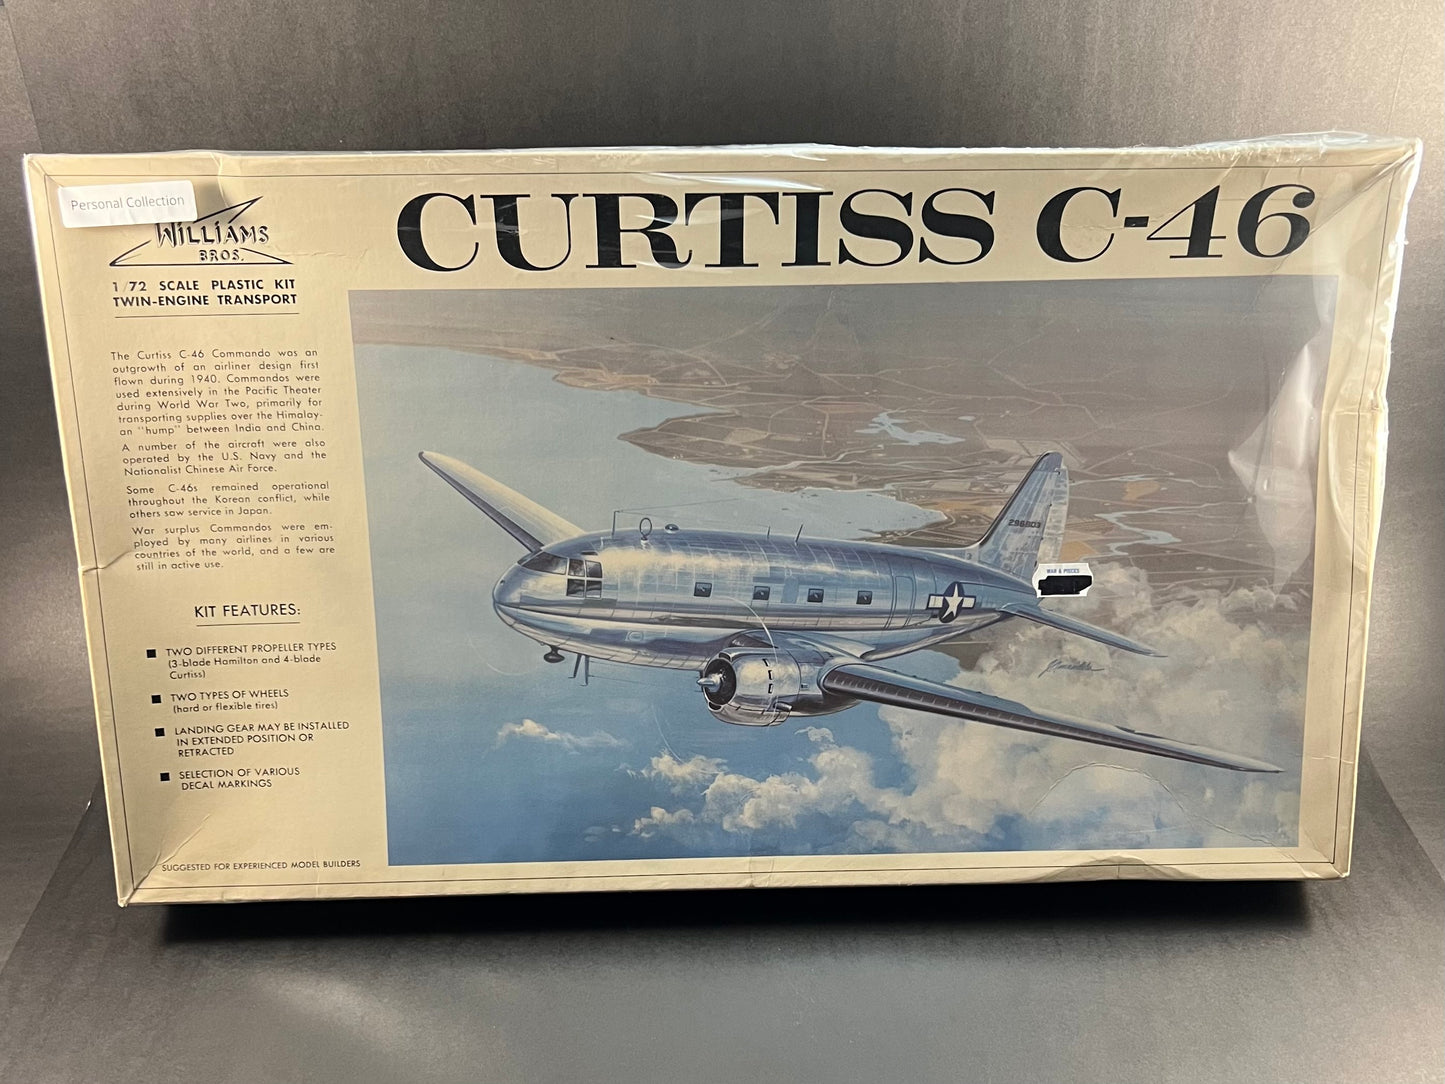 Personal Collection
WILLIAMS
BROS.
1/72 SCALE PLASTIC KIT
TWIN-ENGINE TRANSPORT
CURTISS C-46
The Curtiss C-46 Commando was an
outgrowth of an airliner design first
flown during 1940. Commandos were
used extensively in the Pacific Theater
during World War Two, primarily for
transporting supplies over the Himalay-
an "hump" between India and China.
A number of the aircraft were also
operated by the U.S. Navy and the
Nationalist Chinese Air Force.
Some C-46s remained operational
throughout the Korean conflict, while
others saw service in Japan.
War surplus Commandos were em-
ployed by many airlines in various
countries of the world, and a few are
still in active use.
KIT FEATURES:
TWO DIFFERENT PROPELLER TYPES
(3-blade Hamilton and 4-blade
Curtiss)
TWO TYPES OF WHEELS
(hard or flexible tires)
LANDING GEAR MAY BE INSTALLED
IN EXTENDED POSITION OR
RETRACTED
SELECTION OF VARIOUS
DECAL MARKINGS
SUGGESTED FOR EXPERIENCED MODEL BUILDERS
296803
WAR & PIECES